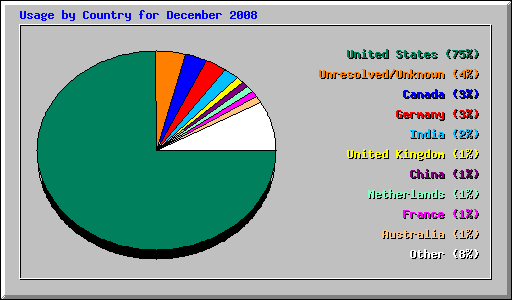 Usage by Country for December 2008
United States (75%)
Unresolved/Unknown (4%)
Canada (3%)
Germany (3%)
India (2%)
United Kingdom (1%)
China (1%)
Netherlands (1%)
France (1%)
Australia (1%)
Other (8%)